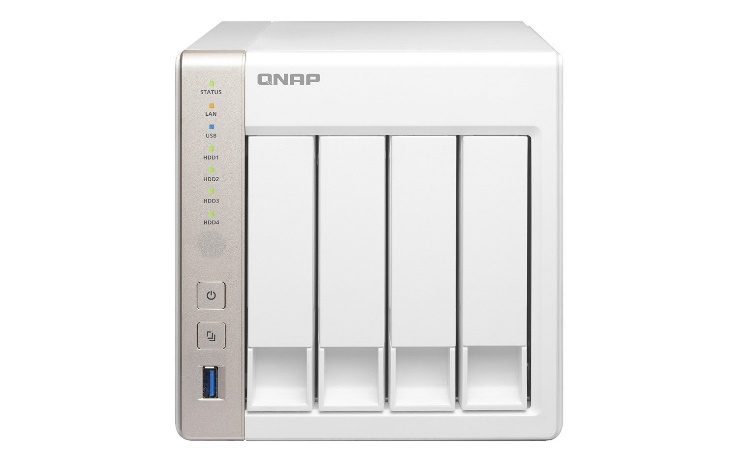 QNAP
STATUS
LAN
USB
HDD1
HDD2
HDD3
HDD4